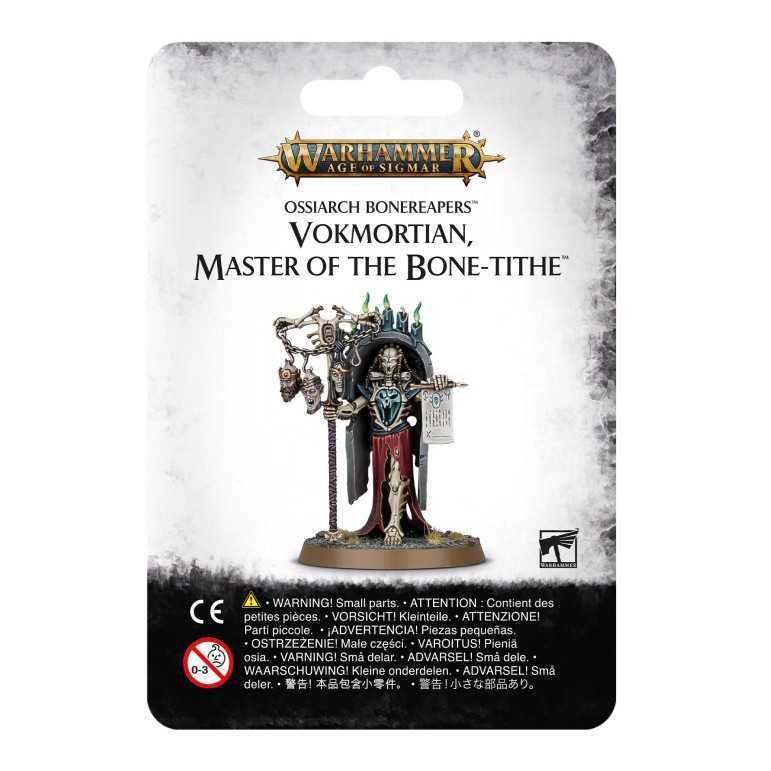 WARHAMMER®
AGE OF SIGMAR
OSSIARCH BONEREAPERS™
VOKMORTIAN,
MASTER OF THE BONE-TITHE™
WARHAMMER
CE
⚠ • WARNING! Small parts. • ATTENTION : Contient des
petites pièces. • VORSICHT! Kleinteile. • ATTENZIONE!
Parti piccole. • ¡ADVERTENCIA! Piezas pequeñas.
• OSTRZEŻENIE! Małe części. • VAROITUS! Pieniä
osia. • VARNING! Små delar. • ADVARSEL! Små dele. •
WAARSCHUWING! Kleine onderdelen. • ADVARSEL! Små
deler. • 警告! 本品包含小零件。 • 警告!小さな部品あり。
0-3